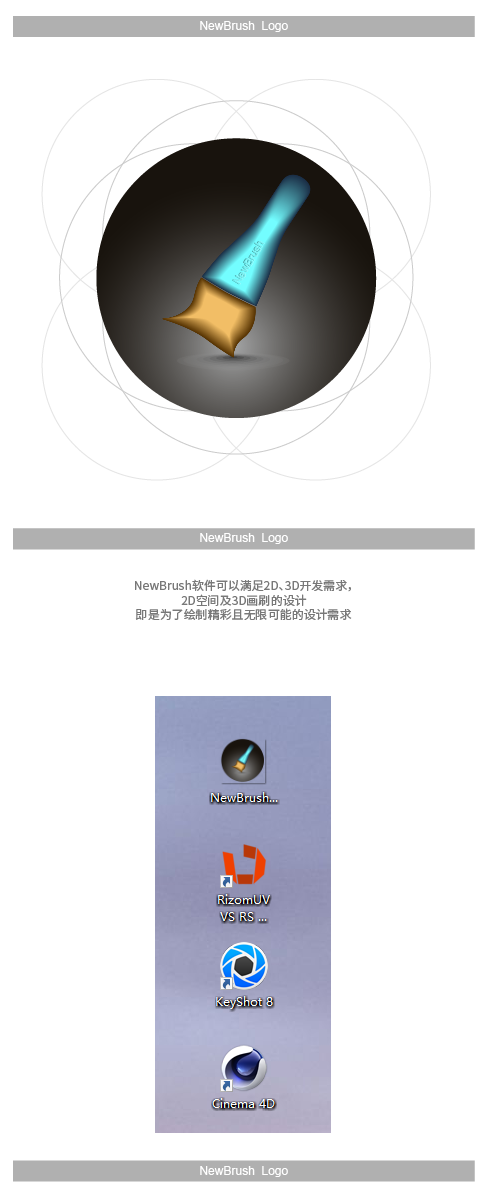 NewBrush Logo
NewBrush
NewBrush Logo
NewBrush软件可以满足2D、3D开发需求，
2D空间及3D画刷的设计
即是为了绘制精彩且无限可能的设计需求
NewBrush...
RizomUV
VS RS ...
KeyShot 8
Cinema 4D
NewBrush Logo